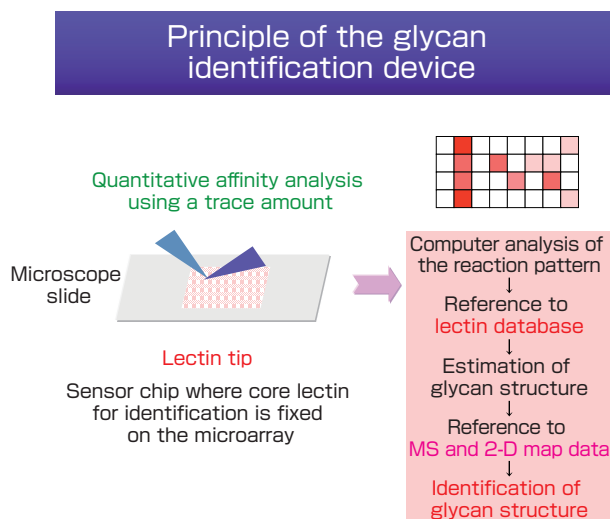 Principle of the glycan
identification device
Quantitative affinity analysis
using a trace amount
Microscope
slide
Lectin tip
Sensor chip where core lectin
for identification is fixed
on the microarray
Computer analysis of
the reaction pattern
↓
Reference to
lectin database
↓
Estimation of
glycan structure
↓
Reference to
MS and 2-D map data
↓
Identification of
glycan structure